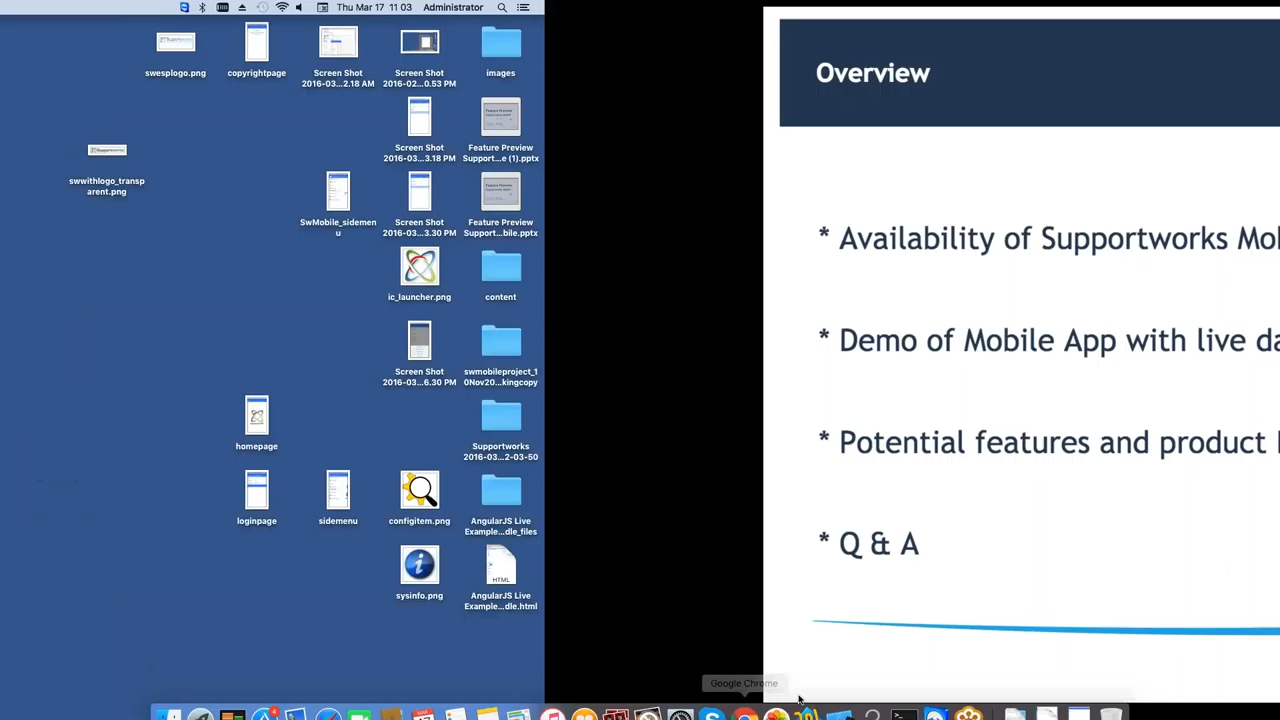 Thu Mar 17 11 03 Administrator
swesplogo.png
copyrightpage
Screen Shot
2016-03...2.18 AM
Screen Shot
2016-02...0.53 PM
images
swwithlogo_transp
arent.png
Screen Shot
2016-03...3.18 PM
Feature Preview
Support...e (1).pptx
SwMobile_sidemen
u
Screen Shot
2016-03...3.30 PM
Feature Preview
Support...bile.pptx
ic_launcher.png
content
Screen Shot
2016-03...6.30 PM
swmobileproject_1
0Nov20...kingcopy
homepage
Supportworks
2016-03...2-03-50
loginpage
sidemenu
configitem.png
AngularJS Live
Example...dle_files
sysinfo.png
HTML
AngularJS Live
Example...dle.html
Overview
* Availability of Supportworks Mo
* Demo of Mobile App with live da
* Potential features and product
* Q & A
Google Chrome